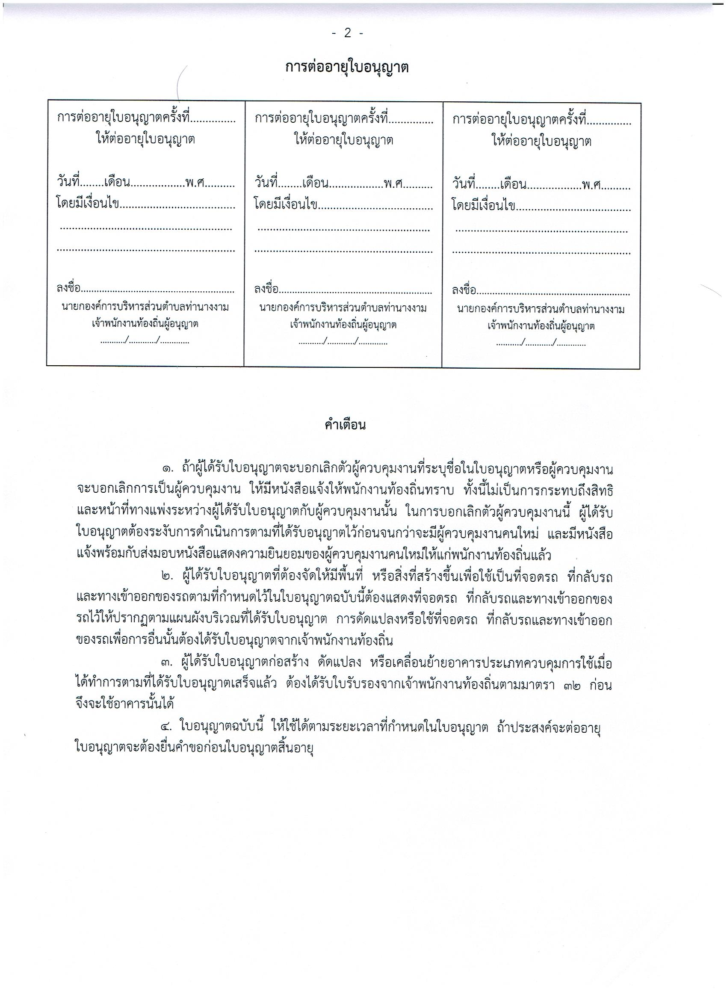 - 2 -
การต่ออายุใบอนุญาต
การต่ออายุใบอนุญาตครั้งที่...............
ให้ต่ออายุใบอนุญาต
วันที่........เดือน..................พ.ศ..........
โดยมีเงื่อนไข......................................
.........................................................
...........................................................
ลงชื่อ.............................................................
นายกองค์การบริหารส่วนตำบลท่านางงาม
เจ้าพนักงานท้องถิ่นผู้อนุญาต
.........../............/.............
การต่ออายุใบอนุญาตครั้งที่...............
ให้ต่ออายุใบอนุญาต
วันที่........เดือน..................พ.ศ..........
โดยมีเงื่อนไข......................................
.........................................................
...........................................................
ลงชื่อ.............................................................
นายกองค์การบริหารส่วนตำบลท่านางงาม
เจ้าพนักงานท้องถิ่นผู้อนุญาต
.........../............/.............
การต่ออายุใบอนุญาตครั้งที่...............
ให้ต่ออายุใบอนุญาต
วันที่........เดือน..................พ.ศ..........
โดยมีเงื่อนไข......................................
.........................................................
...........................................................
ลงชื่อ.............................................................
นายกองค์การบริหารส่วนตำบลท่านางงาม
เจ้าพนักงานท้องถิ่นผู้อนุญาต
.........../............/.............
คำเตือน
๑. ถ้าผู้ได้รับใบอนุญาตจะบอกเลิกตัวผู้ควบคุมงานที่ระบุชื่อในใบอนุญาตหรือผู้ควบคุมงาน
จะบอกเลิกการเป็นผู้ควบคุมงาน ให้มีหนังสือแจ้งให้พนักงานท้องถิ่นทราบ ทั้งนี้ไม่เป็นการกระทบถึงสิทธิ
และหน้าที่ทางแพ่งระหว่างผู้ได้รับใบอนุญาตกับผู้ควบคุมงานนั้น ในการบอกเลิกตัวผู้ควบคุมงานนี้ ผู้ได้รับ
ใบอนุญาตต้องระงับการดำเนินการตามที่ได้รับอนุญาตไว้ก่อนจนกว่าจะมีผู้ควบคุมงานคนใหม่ และมีหนังสือ
แจ้งพร้อมกับส่งมอบหนังสือแสดงความยินยอมของผู้ควบคุมงานคนใหม่ให้แก่พนักงานท้องถิ่นแล้ว
๒. ผู้ได้รับใบอนุญาตที่ต้องจัดให้มีพื้นที่ หรือสิ่งที่สร้างขึ้นเพื่อใช้เป็นที่จอดรถ ที่กลับรถ
และทางเข้าออกของรถตามที่กำหนดไว้ในใบอนุญาตฉบับนี้ต้องแสดงที่จอดรถ ที่กลับรถและทางเข้าออกของ
รถไว้ให้ปรากฏตามแผนผังบริเวณที่ได้รับใบอนุญาต การดัดแปลงหรือใช้ที่จอดรถ ที่กลับรถและทางเข้าออก
ของรถเพื่อการอื่นนั้นต้องได้รับใบอนุญาตจากเจ้าพนักงานท้องถิ่น
๓. ผู้ได้รับใบอนุญาตก่อสร้าง ดัดแปลง หรือเคลื่อนย้ายอาคารประเภทควบคุมการใช้เมื่อ
ได้ทำการตามที่ได้รับใบอนุญาตเสร็จแล้ว ต้องได้รับใบรับรองจากเจ้าพนักงานท้องถิ่นตามมาตรา ๓๒ ก่อน
จึงจะใช้อาคารนั้นได้
๔. ใบอนุญาตฉบับนี้ ให้ใช้ได้ตามระยะเวลาที่กำหนดในใบอนุญาต ถ้าประสงค์จะต่ออายุ
ใบอนุญาตจะต้องยื่นคำขอก่อนใบอนุญาตสิ้นอายุ